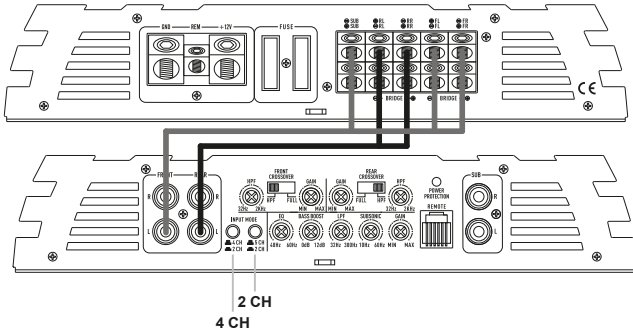 GND REM +12V
FUSE
SUB RL RR FL FR
SUB RL RR FL FR
BRIDGE BRIDGE
CE
FRONT REAR
R R
L L
HPF
32Hz 2KHz
FRONT
CROSSOVER
HPF FULL
GAIN
MIN MAX
GAIN
MIN MAX
REAR
CROSSOVER
FULL HPF
HPF
32Hz 2KHz
POWER
PROTECTION
SUB
R
L
INPUT MODE
4 CH
2 CH
5 CH
2 CH
EQ
40Hz 60Hz
BASS BOOST
0dB 12dB
LPF
32Hz 300Hz
SUBSONIC
10Hz 60Hz
GAIN
MIN MAX
REMOTE
2 CH
4 CH